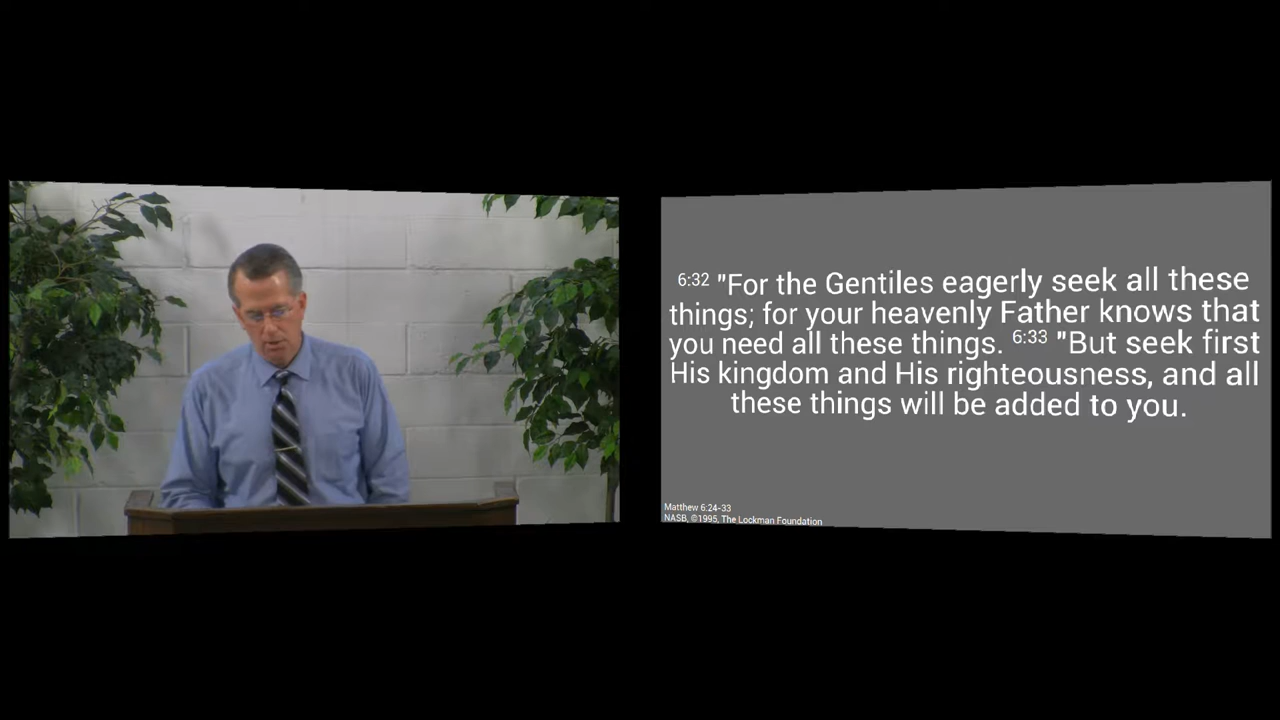 6:32 "For the Gentiles eagerly seek all these
things; for your heavenly Father knows that
you need all these things. 6:33 "But seek first
His kingdom and His righteousness, and all
these things will be added to you.
Matthew 6:24-33
NASB, ©1995, The Lockman Foundation